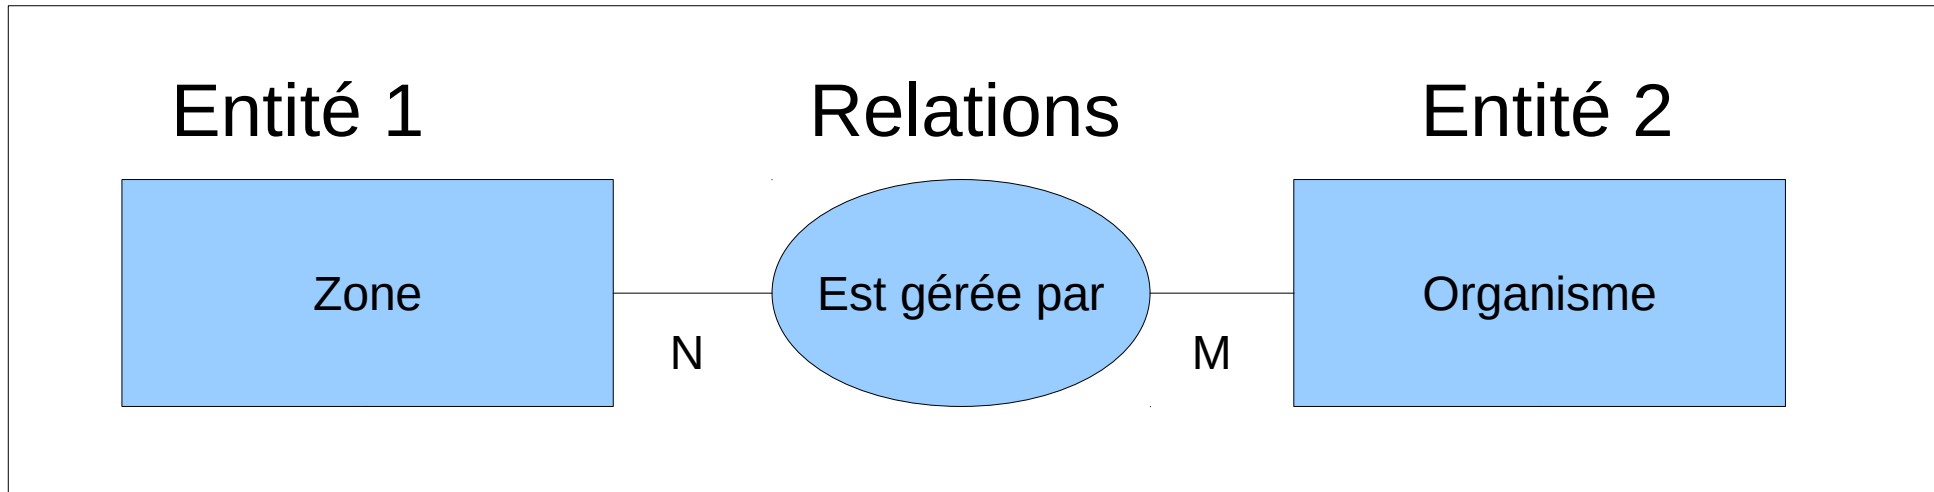 Entité 1
Relations
Entité 2
Zone
Est gérée par
Organisme
N
M